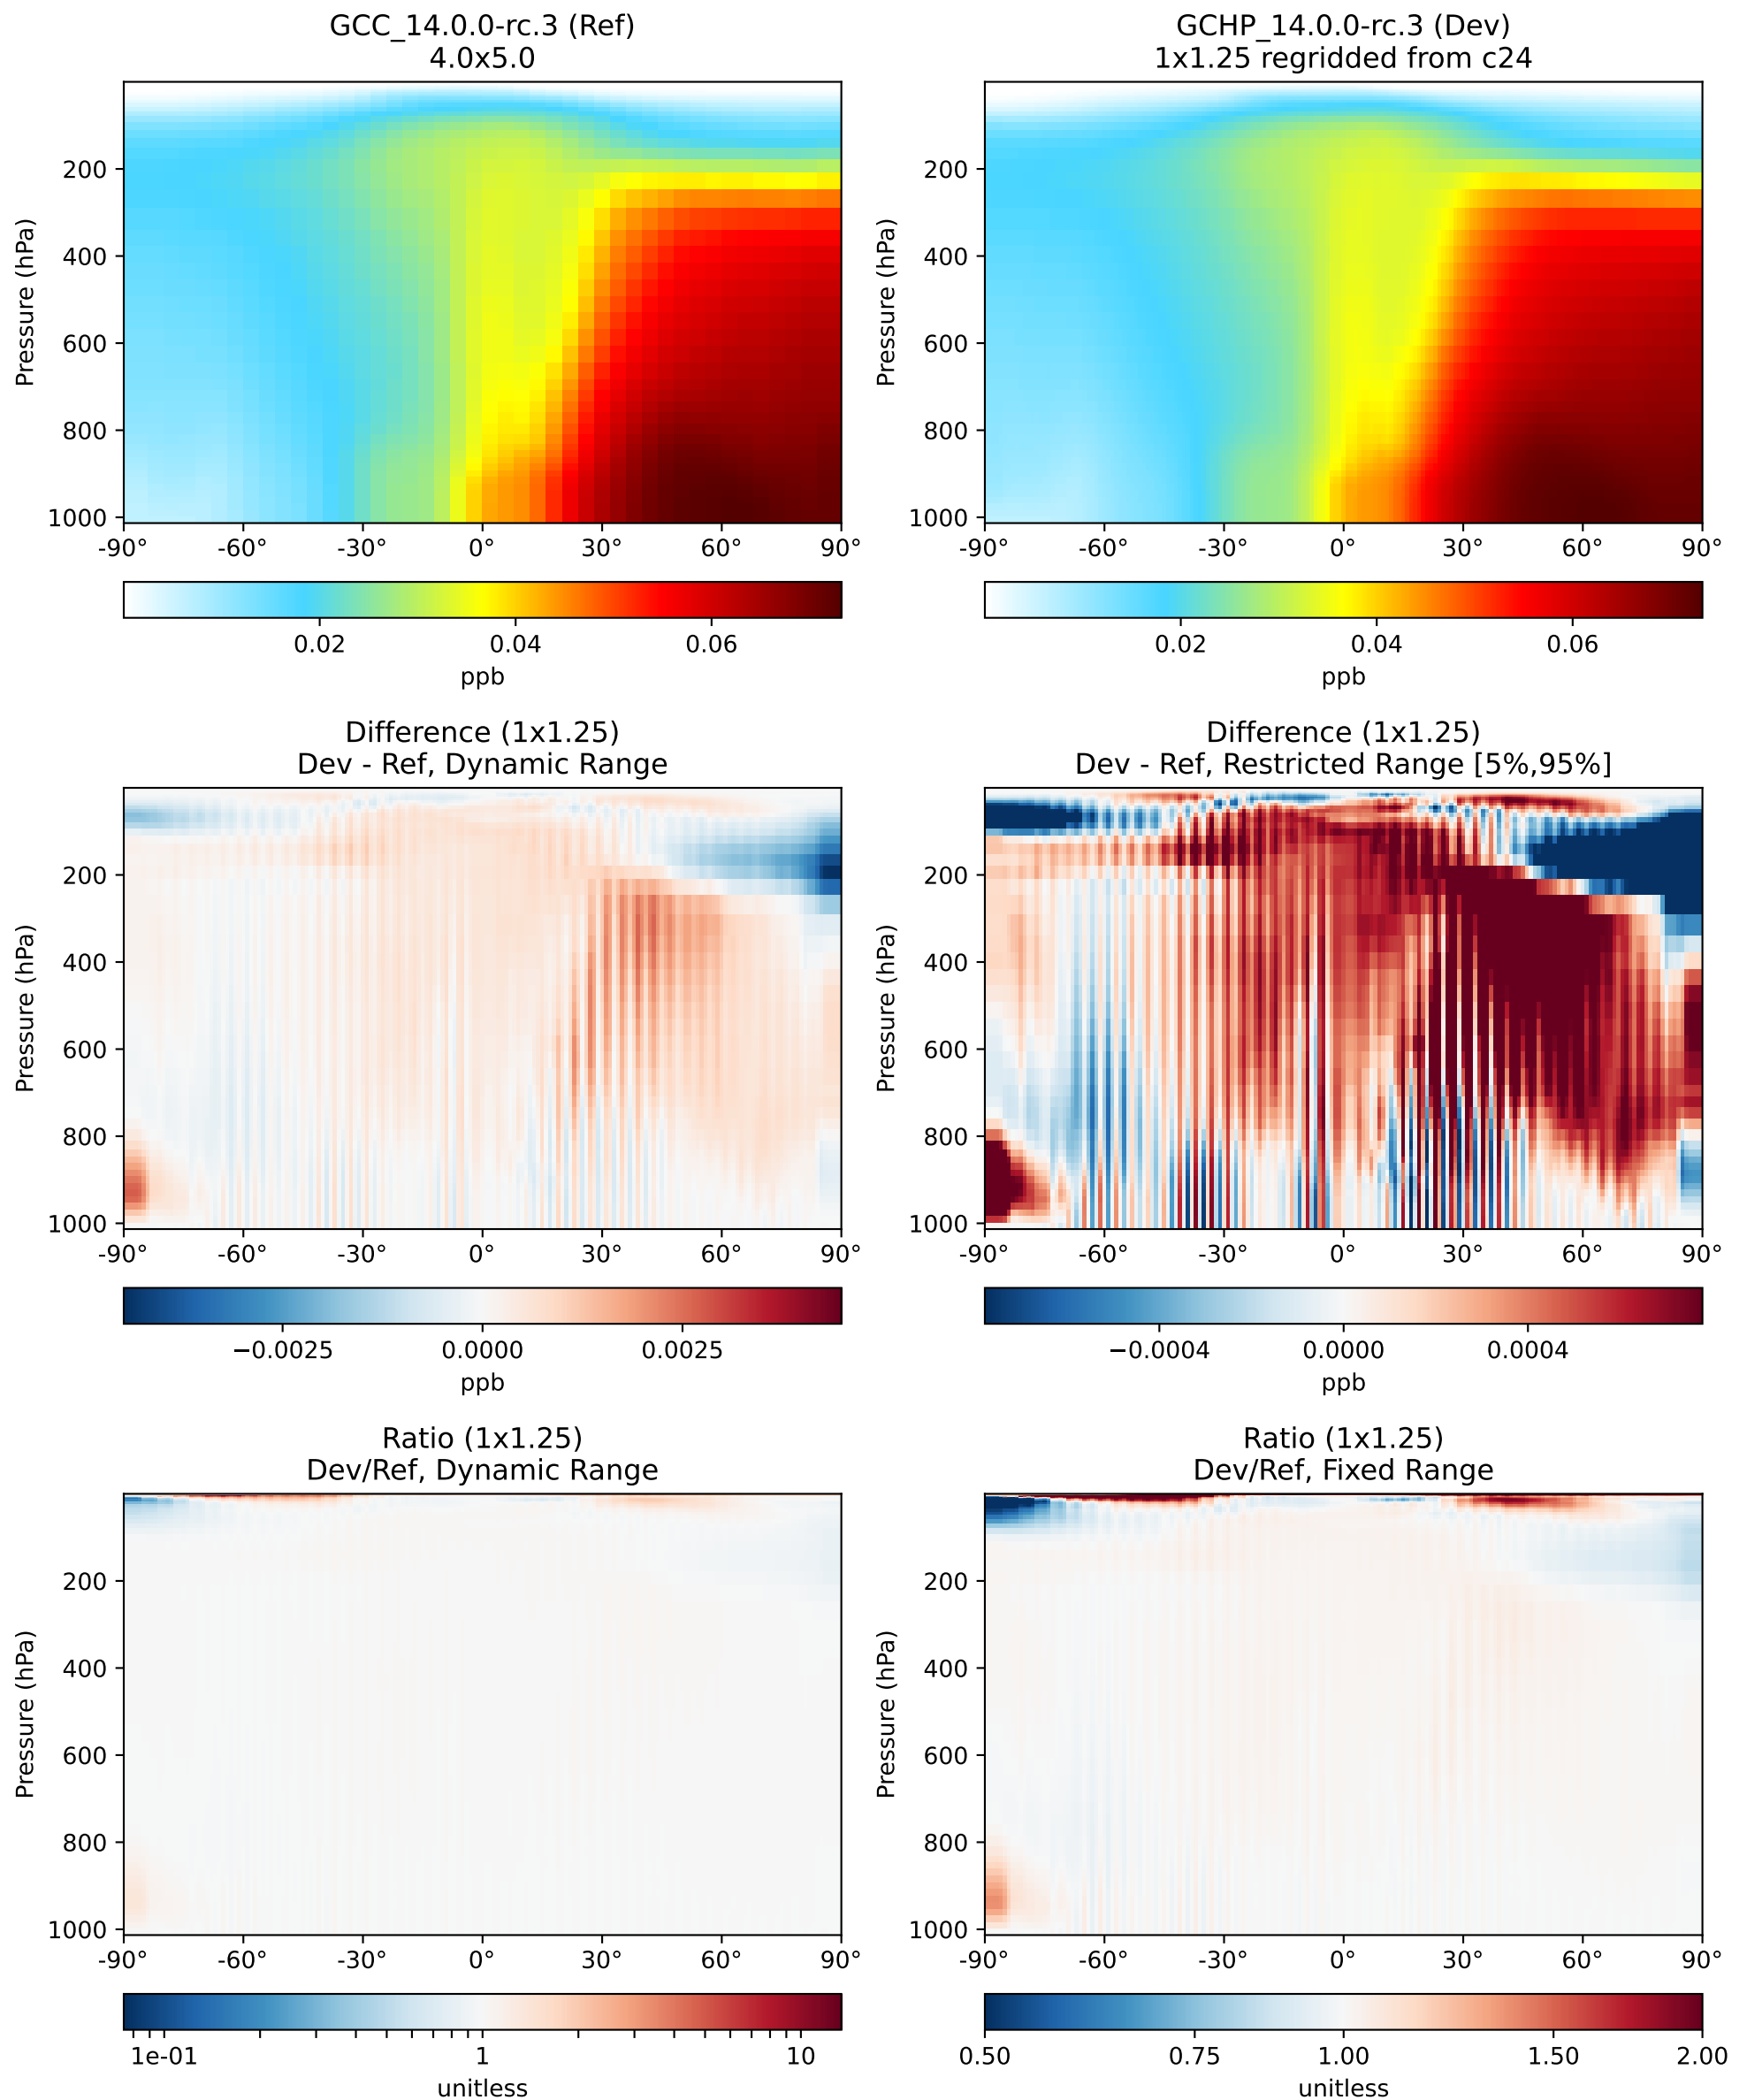 GCC_14.0.0-rc.3 (Ref)
4.0x5.0
Pressure (hPa)
200
400
600
800
1000
-90° -60° -30° 0° 30° 60° 90°
0.02 0.04 0.06
ppb
GCHP_14.0.0-rc.3 (Dev)
1x1.25 regridded from c24
Pressure (hPa)
200
400
600
800
1000
-90° -60° -30° 0° 30° 60° 90°
0.02 0.04 0.06
ppb
Difference (1x1.25)
Dev - Ref, Dynamic Range
Pressure (hPa)
200
400
600
800
1000
-90° -60° -30° 0° 30° 60° 90°
−0.0025 0.0000 0.0025
ppb
Difference (1x1.25)
Dev - Ref, Restricted Range [5%,95%]
Pressure (hPa)
200
400
600
800
1000
-90° -60° -30° 0° 30° 60° 90°
−0.0004 0.0000 0.0004
ppb
Ratio (1x1.25)
Dev/Ref, Dynamic Range
Pressure (hPa)
200
400
600
800
1000
-90° -60° -30° 0° 30° 60° 90°
1e-01 1 10
unitless
Ratio (1x1.25)
Dev/Ref, Fixed Range
Pressure (hPa)
200
400
600
800
1000
-90° -60° -30° 0° 30° 60° 90°
0.50 0.75 1.00 1.50 2.00
unitless